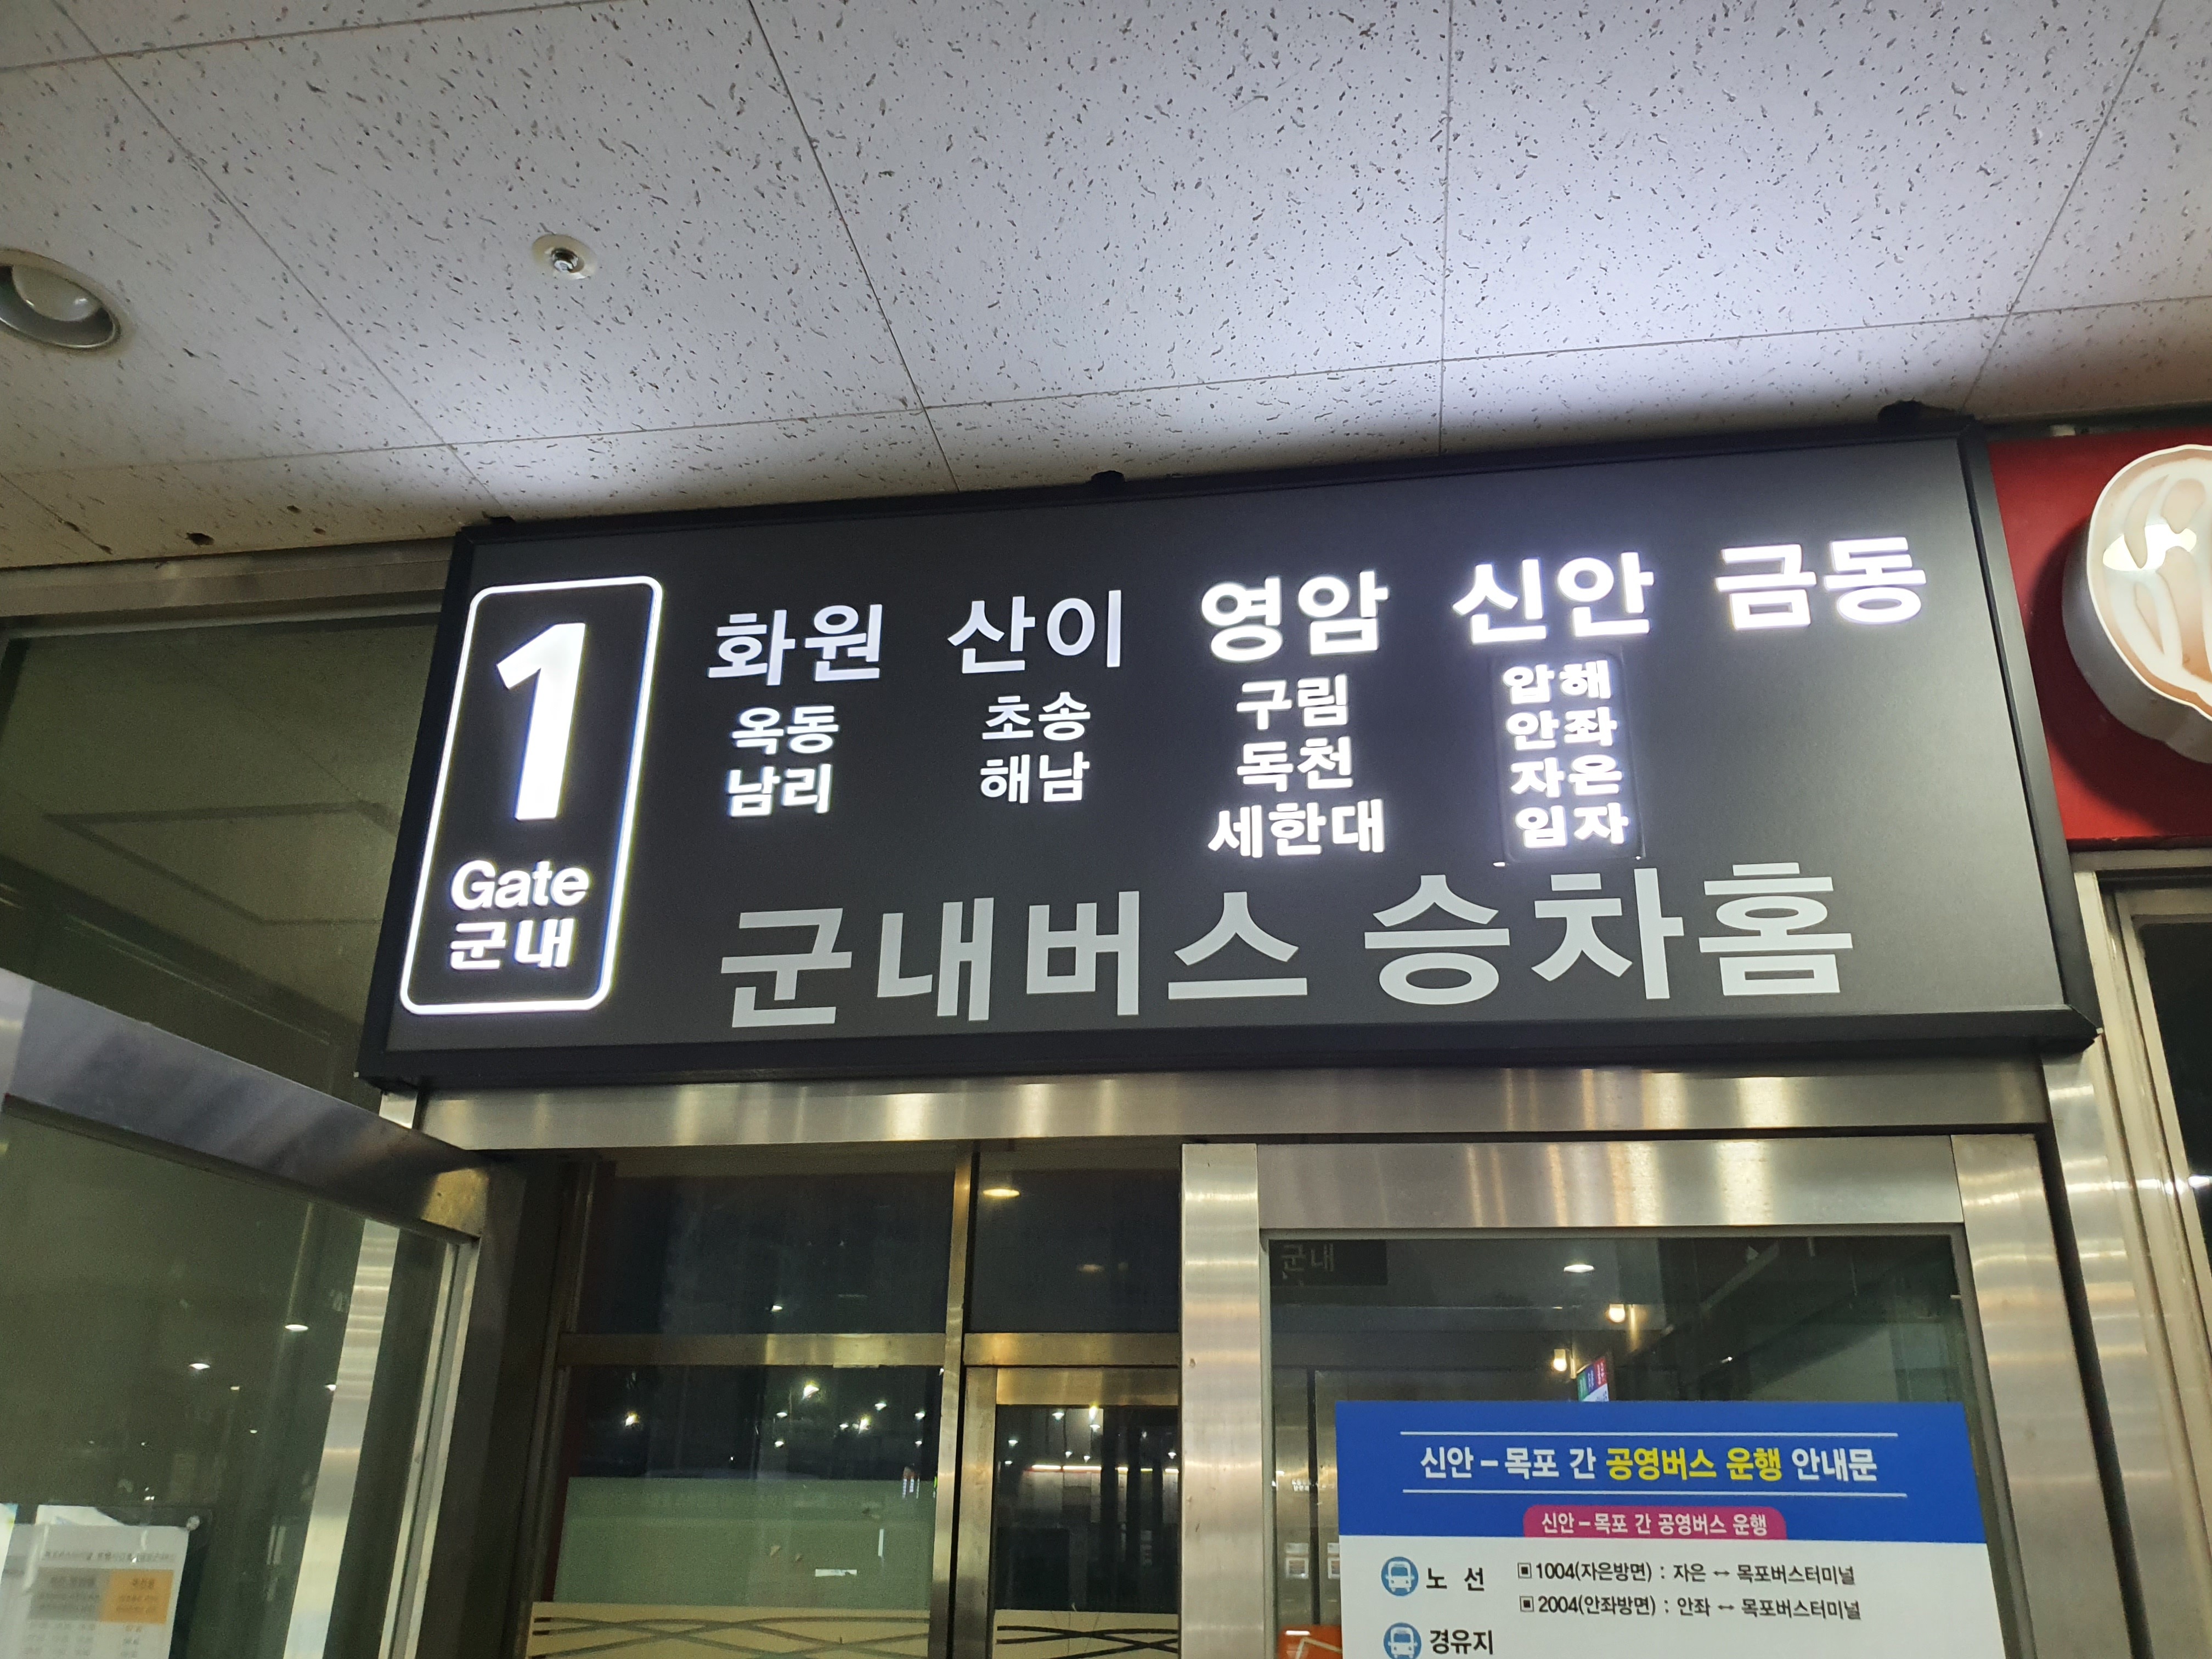 1
Gate
군내
화원 산이 영암 신안 금동
옥동 초송 구림 압해
남리 해남 독천 안좌
세한대 자은
임자
군내버스 승차홈
군내
신안-목포 간 공영버스 운행 안내문
신안-목포 간 공영버스 운행
노 선 ▣ 1004(자은방면) : 자은 ↔ 목포버스터미널
▣ 2004(안좌방면) : 안좌 ↔ 목포버스터미널
경유지